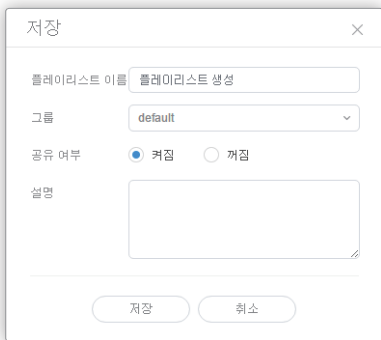 저장
플레이리스트 이름 플레이리스트 생성
그룹 default
공유 여부 켜짐 꺼짐
설명
저장 취소